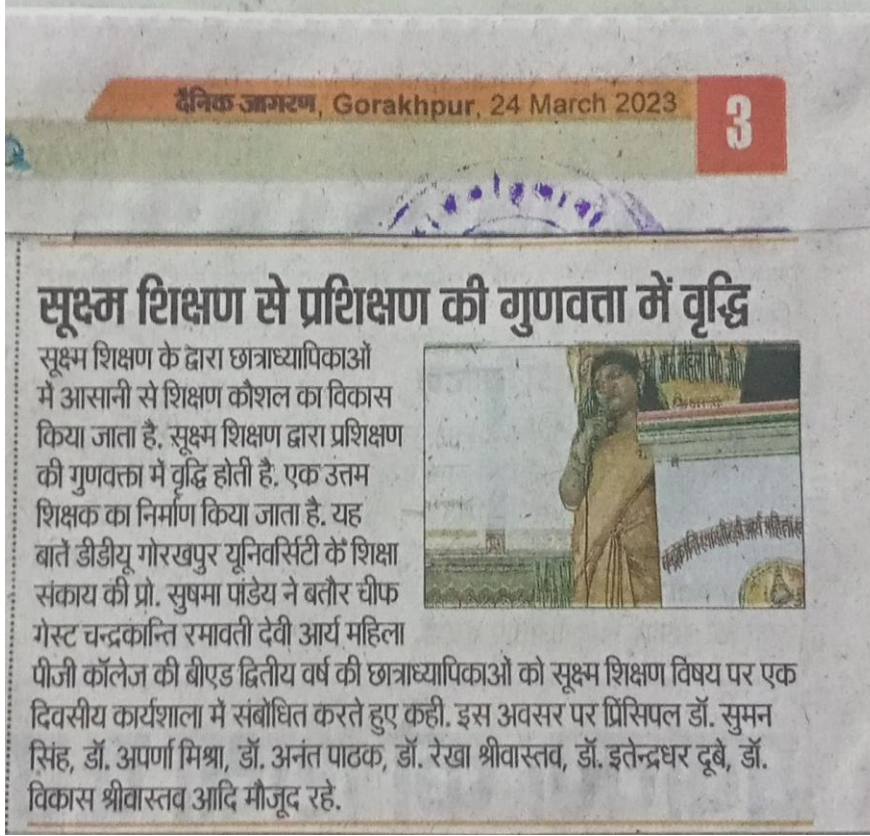 दैनिक जागरण, Gorakhpur, 24 March 2023
3
सूक्ष्म शिक्षण से प्रशिक्षण की गुणवत्ता में वृद्धि
सूक्ष्म शिक्षण के द्वारा छात्राध्यापिकाओं
में आसानी से शिक्षण कौशल का विकास
किया जाता है. सूक्ष्म शिक्षण द्वारा प्रशिक्षण
की गुणवक्ता में वृद्धि होती है. एक उत्तम
शिक्षक का निर्माण किया जाता है. यह
बातें डीडीयू गोरखपुर यूनिवर्सिटी के शिक्षा
संकाय की प्रो. सुषमा पांडेय ने बतौर चीफ
गेस्ट चन्द्रकान्ति रमावती देवी आर्य महिला
पीजी कॉलेज की बीएड द्वितीय वर्ष की छात्राध्यापिकाओं को सूक्ष्म शिक्षण विषय पर एक
दिवसीय कार्यशाला में संबोधित करते हुए कही. इस अवसर पर प्रिंसिपल डॉ. सुमन
सिंह, डॉ. अपर्णा मिश्रा, डॉ. अनंत पाठक, डॉ. रेखा श्रीवास्तव, डॉ. इतेन्द्रधर दूबे, डॉ.
विकास श्रीवास्तव आदि मौजूद रहे.